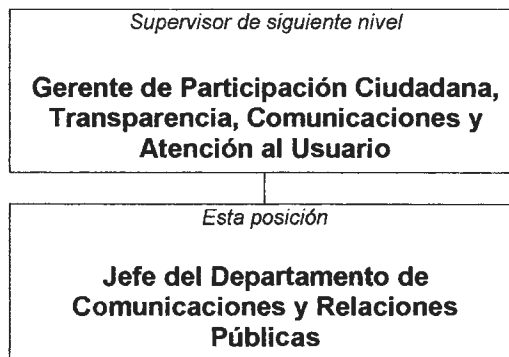 Supervisor de siguiente nivel
Gerente de Participación Ciudadana,
Transparencia, Comunicaciones y
Atención al Usuario
Esta posición
Jefe del Departamento de
Comunicaciones y Relaciones
Públicas